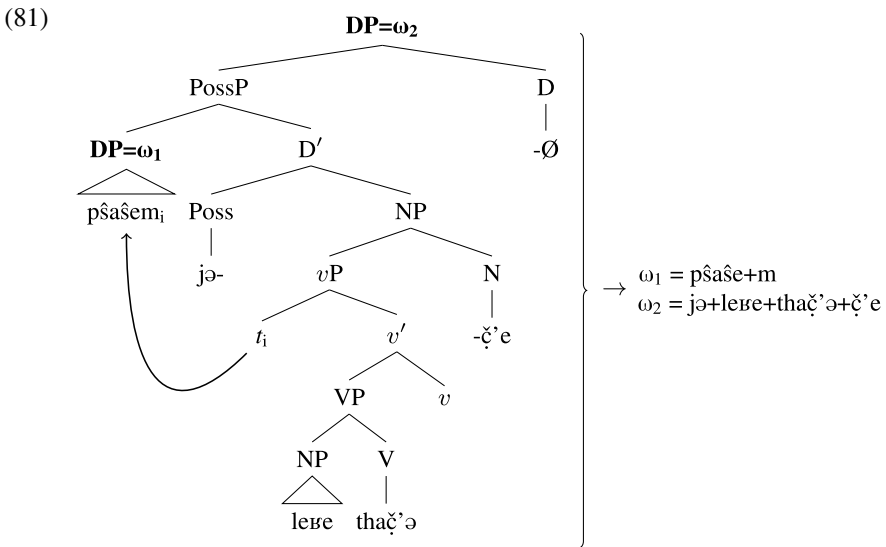 (81)
DP=ω₂
PossP D
DP=ω₁ D′ -Ø
pŝaŝemᵢ Poss NP
jə- vP N
tᵢ v′ -č̣’e
VP v
NP V
leʁe thač̣’ə
→ ω₁ = pŝaŝe+m
ω₂ = jə+leʁe+thač̣’ə+č̣’e